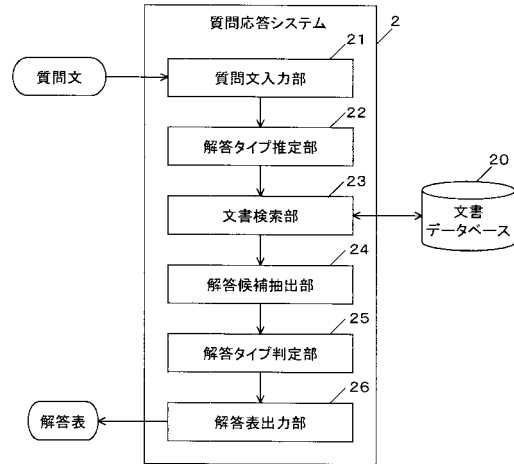 質問応答システム
2
21
質問文
質問文入力部
22
解答タイプ推定部
23
20
文書検索部
文書
データベース
24
解答候補抽出部
25
解答タイプ判定部
26
解答表
解答表出力部